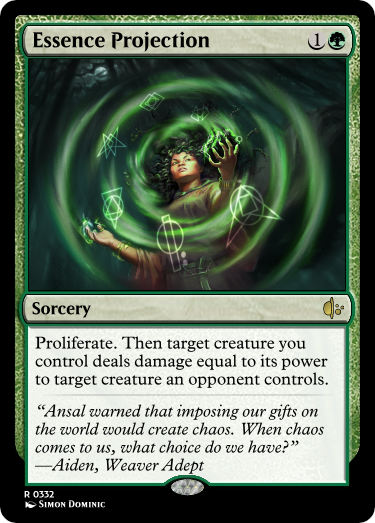 Essence Projection 1
Sorcery
Proliferate. Then target creature you
control deals damage equal to its power
to target creature an opponent controls.
“Ansal warned that imposing our gifts on
the world would create chaos. When chaos
comes to us, what choice do we have?”
—Aiden, Weaver Adept
R 0332
Simon Dominic